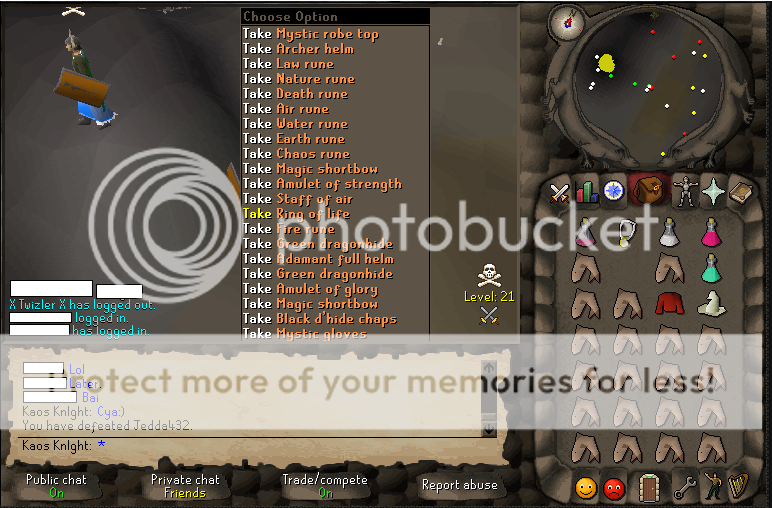 Choose Option
Take Mystic robe top
Take Archer helm
Take Law rune
Take Nature rune
Take Death rune
Take Air rune
Take Water rune
Take Earth rune
Take Chaos rune
Take Magic shortbow
Take Amulet of strength
Take Staff of air
Take Ring of life
Take Fire rune
Take Green dragonhide
Take Adamant full helm
Take Green dragonhide
Take Amulet of glory
Take Magic shortbow
Take Black d'hide chaps
Take Mystic gloves
photobucket
Level: 21
X Twizler X has logged out.
logged in.
has logged in.
Protect more of your memories for less!
Lol
Later,
Bai
Kaos Knlght: Cya:)
You have defeated Jedda432.
Kaos Knlght: *
Public chat
On
Private chat
Friends
Trade/compete
On
Report abuse